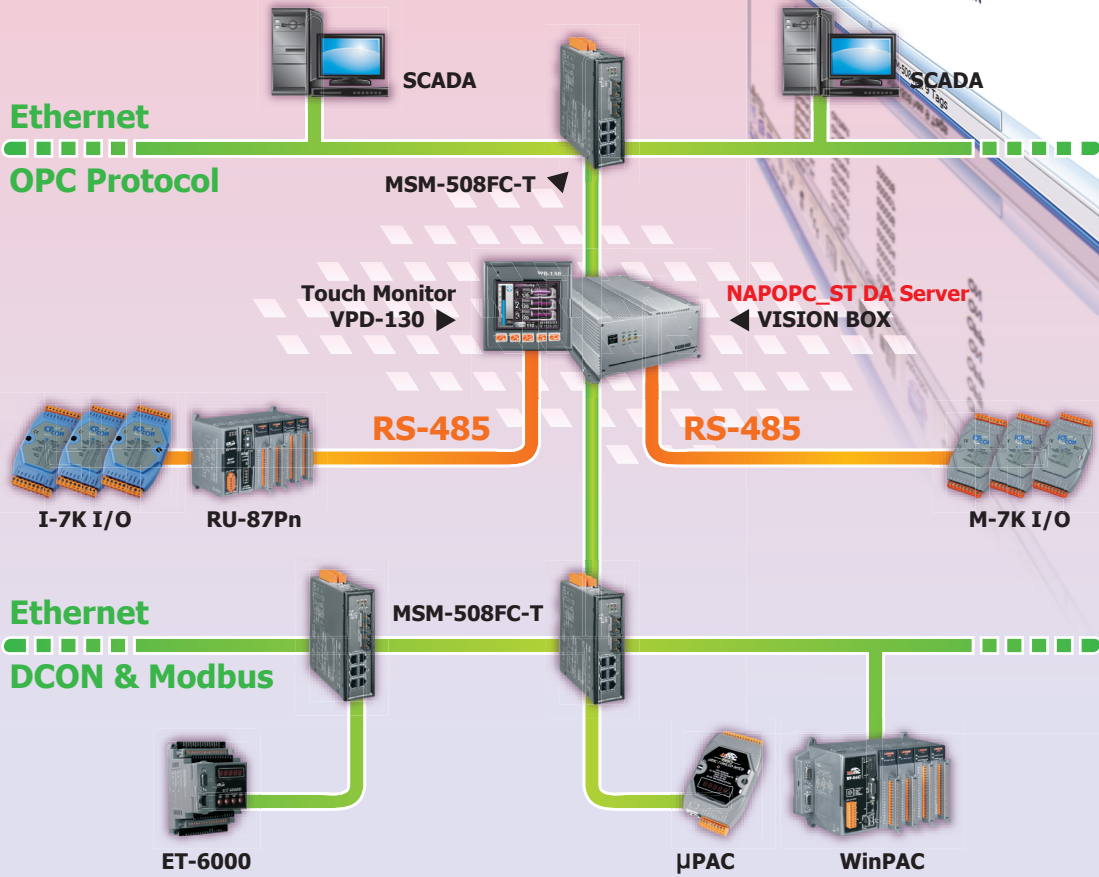 SCADA
SCADA
Ethernet
OPC Protocol
MSM-508FC-T
Touch Monitor
VPD-130
NAPOPC_ST DA Server
VISION BOX
RS-485
RS-485
I-7K I/O
RU-87Pn
M-7K I/O
Ethernet
MSM-508FC-T
DCON & Modbus
ET-6000
µPAC
WinPAC